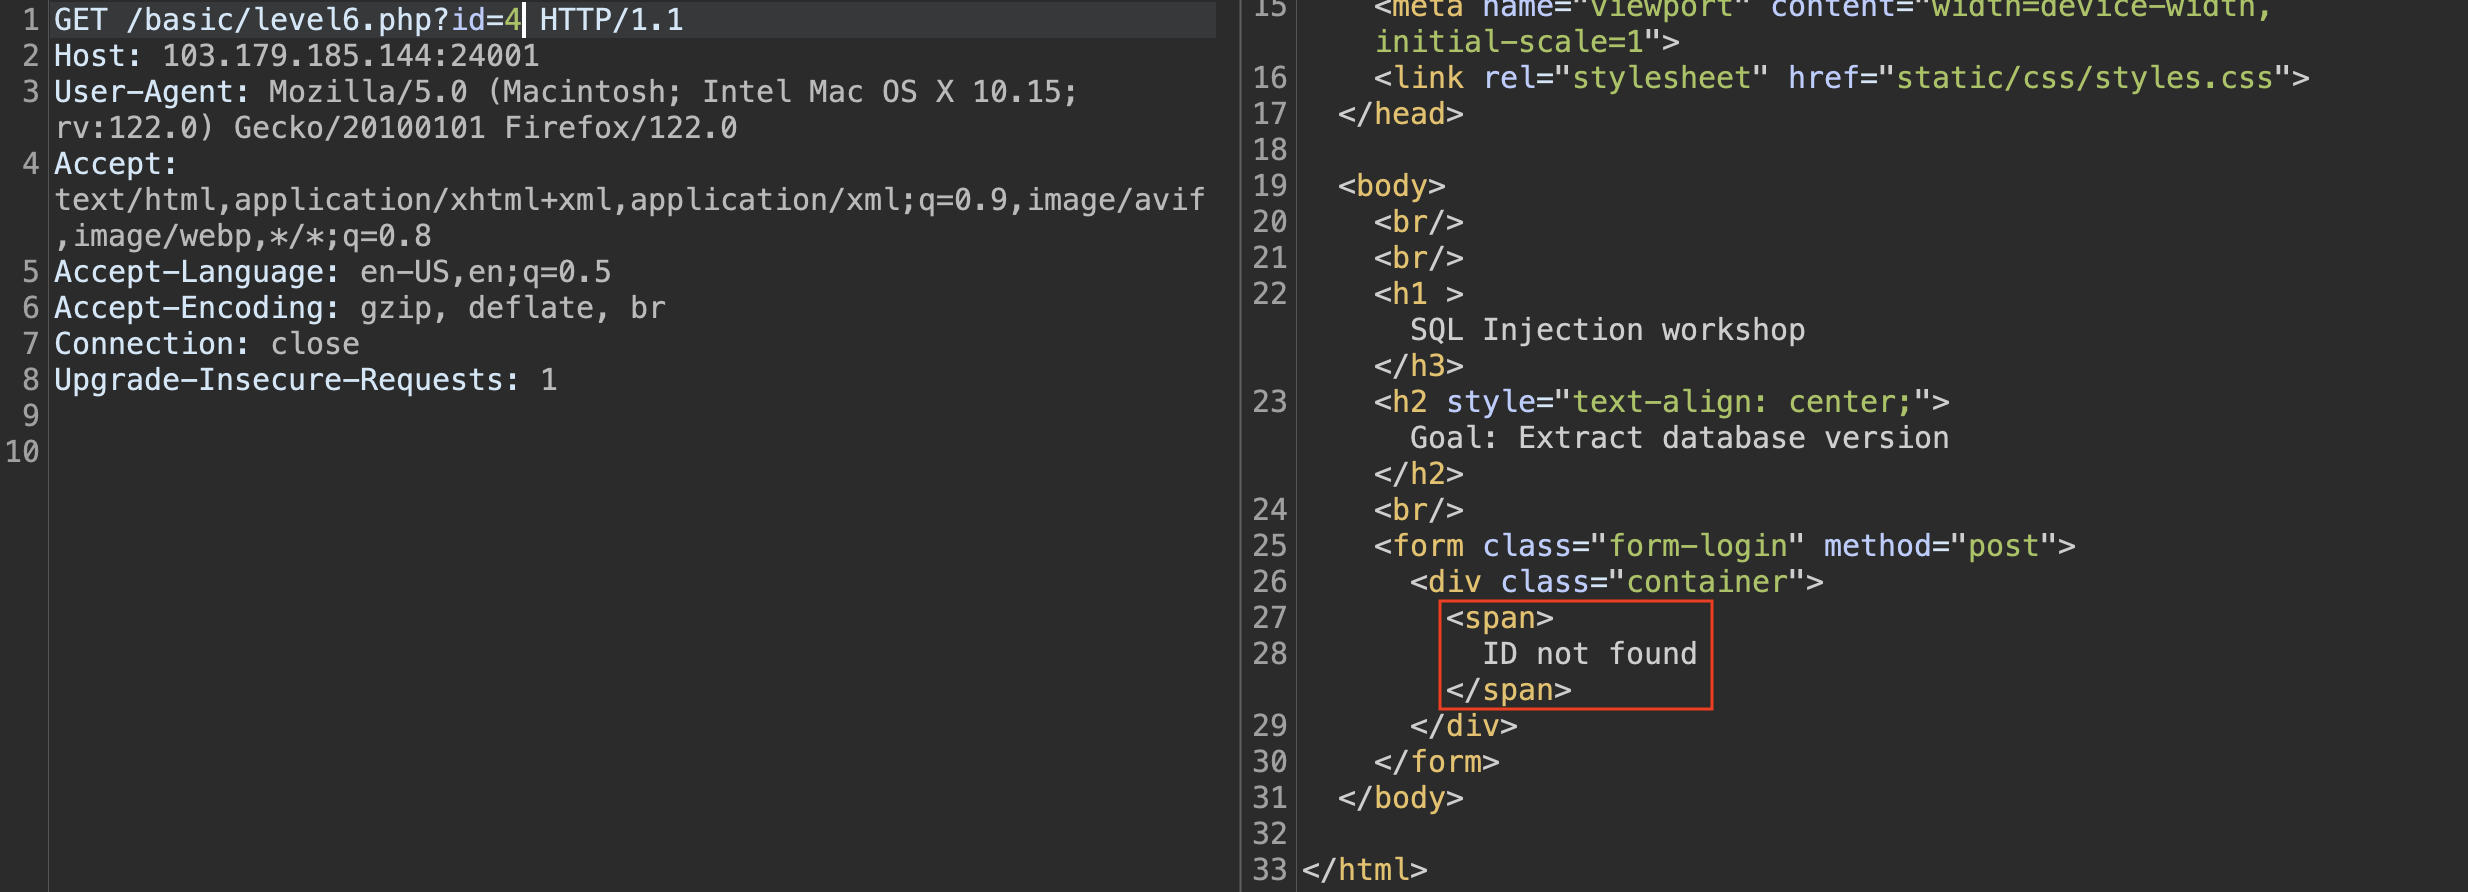 1 GET /basic/level6.php?id=4 HTTP/1.1
2 Host: 103.179.185.144:24001
3 User-Agent: Mozilla/5.0 (Macintosh; Intel Mac OS X 10.15;
rv:122.0) Gecko/20100101 Firefox/122.0
4 Accept:
text/html,application/xhtml+xml,application/xml;q=0.9,image/avif
,image/webp,*/*;q=0.8
5 Accept-Language: en-US,en;q=0.5
6 Accept-Encoding: gzip, deflate, br
7 Connection: close
8 Upgrade-Insecure-Requests: 1
9
10
15 <meta name="viewport" content="width=device-width,
initial-scale=1">
16 <link rel="stylesheet" href="static/css/styles.css">
17 </head>
18
19 <body>
20 <br/>
21 <br/>
22 <h1 >
SQL Injection workshop
</h3>
23 <h2 style="text-align: center;">
Goal: Extract database version
</h2>
24 <br/>
25 <form class="form-login" method="post">
26 <div class="container">
27 <span>
28 ID not found
</span>
29 </div>
30 </form>
31 </body>
32
33 </html>